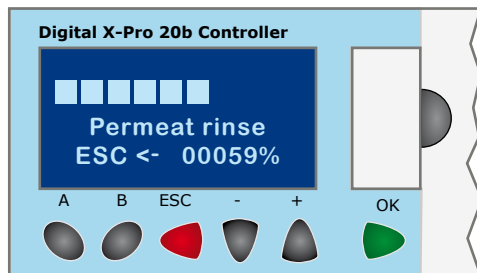 Digital X-Pro 20b Controller
Permeat rinse
ESC <- 00059%
A B ESC - + OK